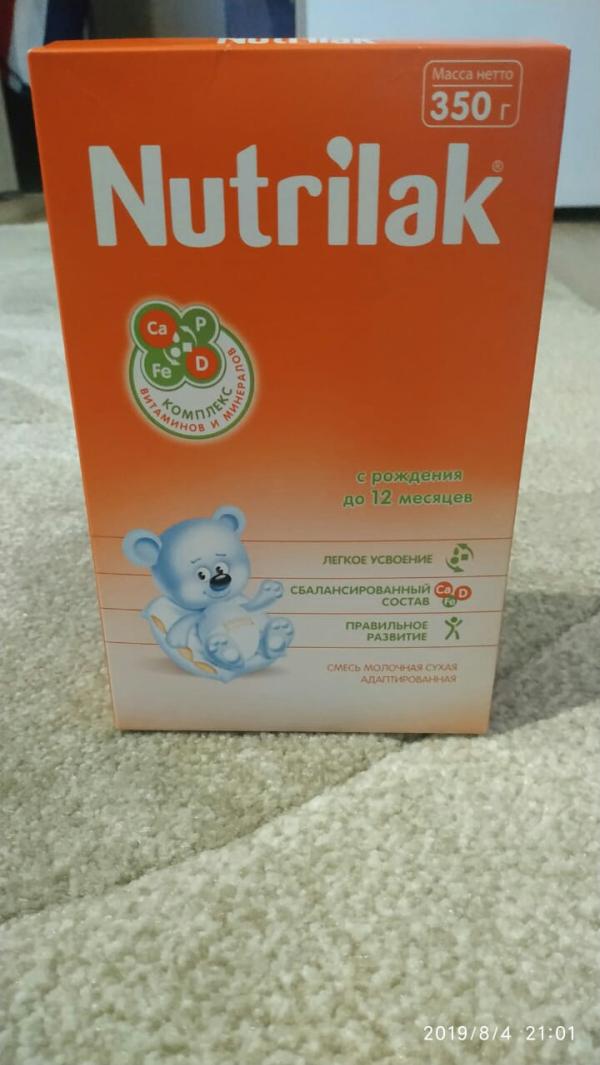 Nutrilak
Масса нетто
350 г
Nutrilak®
Ca P
Fe D
КОМПЛЕКС
ВИТАМИНОВ И МИНЕРАЛОВ
с рождения
до 12 месяцев
ЛЕГКОЕ УСВОЕНИЕ
СБАЛАНСИРОВАННЫЙ
СОСТАВ
Ca D
Fe
ПРАВИЛЬНОЕ
РАЗВИТИЕ
СМЕСЬ МОЛОЧНАЯ СУХАЯ
АДАПТИРОВАННАЯ
2019/8/4 21:01